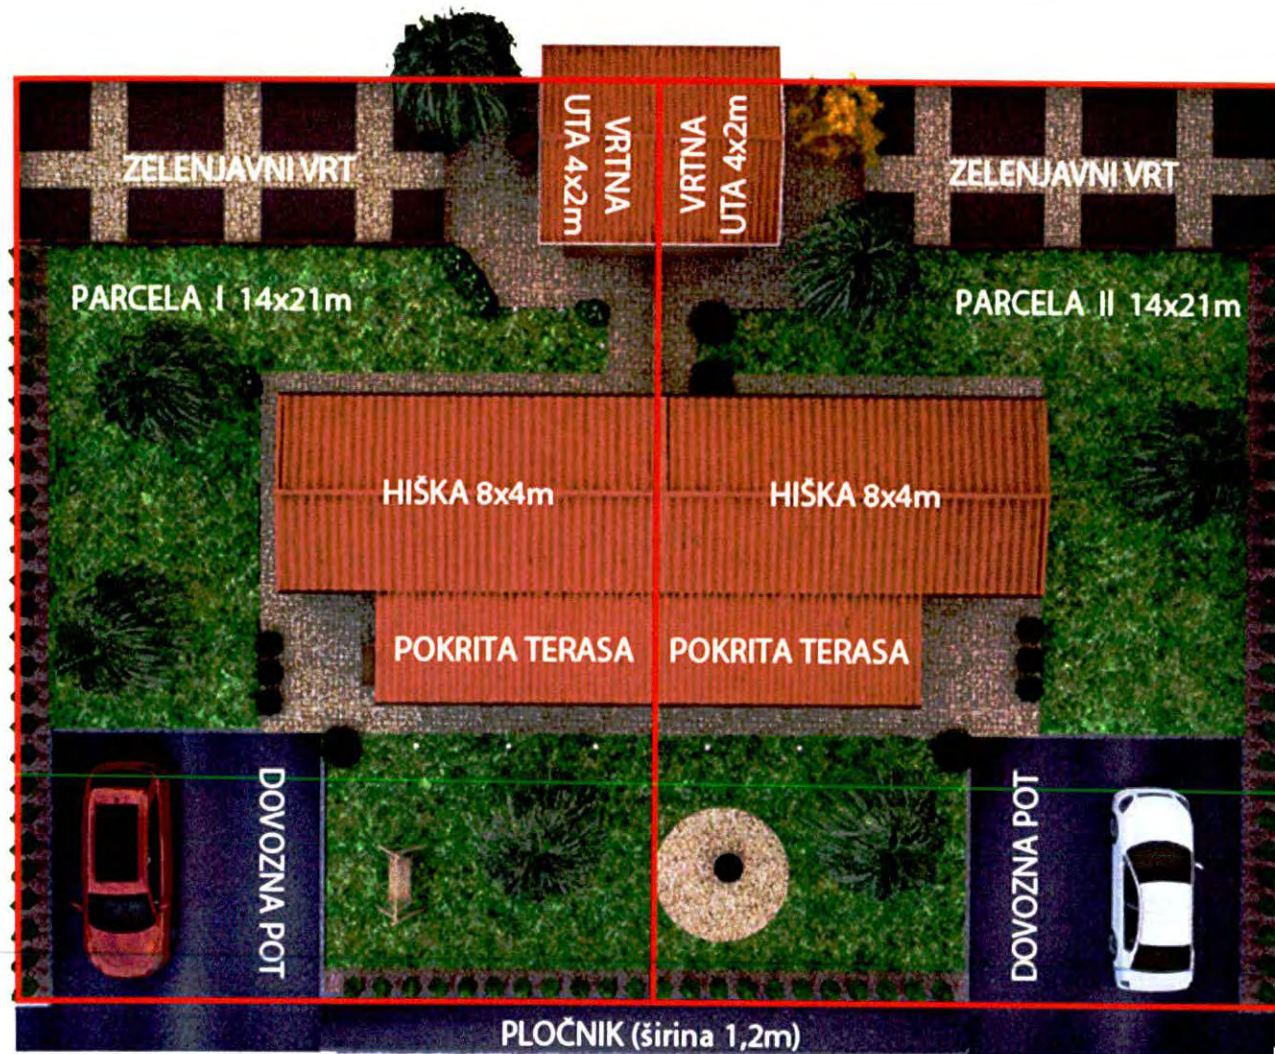 ZELENJAVNI VRT
VRTNA
UTA 4x2m
VRTNA
UTA 4x2m
ZELENJAVNI VRT
PARCELA I 14x21m
PARCELA II 14x21m
HIŠKA 8x4m
HIŠKA 8x4m
POKRITA TERASA
POKRITA TERASA
DOVOZNA POT
DOVOZNA POT
PLOČNIK (širina 1,2m)